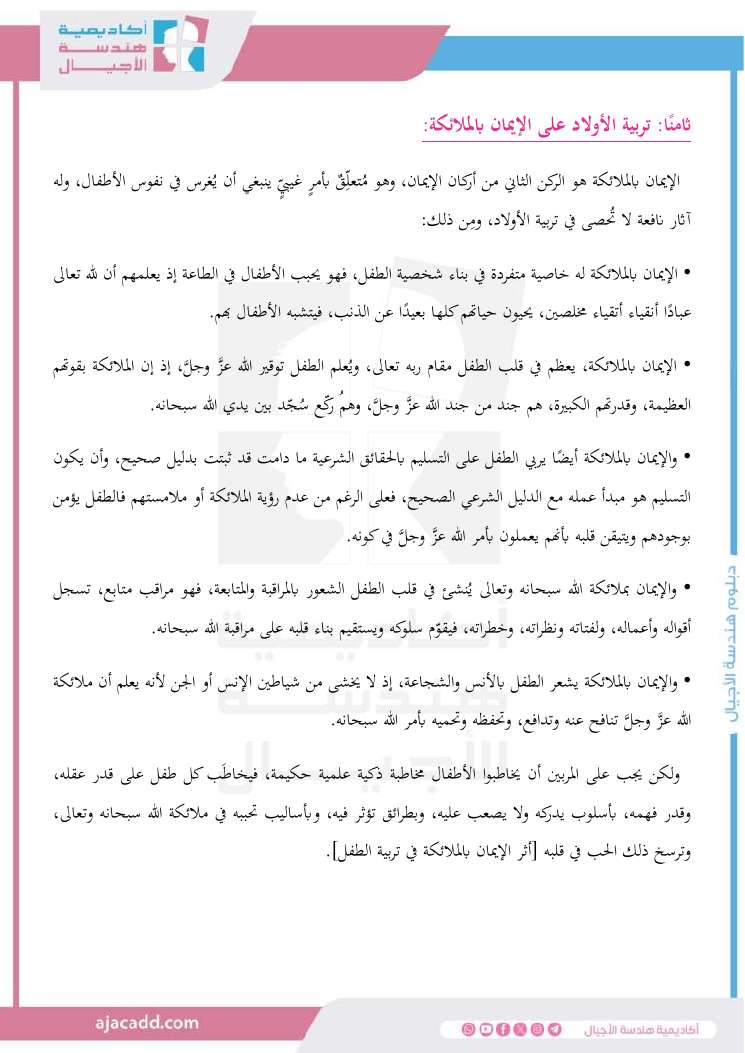 أكاديمية
هندسة
الأجيال
ثامنًا: تربية الأولاد على الإيمان بالملائكة:
الإيمان بالملائكة هو الركن الثاني من أركان الإيمان، وهو مُتعلِّقٌ بأمرٍ غيبيٍّ ينبغي أن يُغرس في نفوس الأطفال، وله
آثار نافعة لا تُحصى في تربية الأولاد، ومِن ذلك:
• الإيمان بالملائكة له خاصية متفردة في بناء شخصية الطفل، فهو يحبب الأطفال في الطاعة إذ يعلمهم أن لله تعالى
عبادًا أنقياء أتقياء مخلصين، يحيون حياتهم كلها بعيدًا عن الذنب، فيتشبه الأطفال بهم.
• الإيمان بالملائكة، يعظم في قلب الطفل مقام ربه تعالى، ويُعلم الطفل توقير الله عزَّ وجلَّ، إذ إن الملائكة بقوتهم
العظيمة، وقدرتهم الكبيرة، هم جند من جند الله عزَّ وجلَّ، وهمُ ركّع سُجّد بين يدي الله سبحانه.
• والإيمان بالملائكة أيضًا يربي الطفل على التسليم بالحقائق الشرعية ما دامت قد ثبتت بدليل صحيح، وأن يكون
التسليم هو مبدأ عمله مع الدليل الشرعي الصحيح، فعلى الرغم من عدم رؤية الملائكة أو ملامستهم فالطفل يؤمن
بوجودهم ويتيقن قلبه بأنهم يعملون بأمر الله عزَّ وجلَّ في كونه.
• والإيمان بملائكة الله سبحانه وتعالى يُنشئ في قلب الطفل الشعور بالمراقبة والمتابعة، فهو مراقب متابع، تسجل
أقواله وأعماله، ولفتاته ونظراته، وخطراته، فيقوّم سلوكه ويستقيم بناء قلبه على مراقبة الله سبحانه.
• والإيمان بالملائكة يشعر الطفل بالأنس والشجاعة، إذ لا يخشى من شياطين الإنس أو الجن لأنه يعلم أن ملائكة
الله عزَّ وجلَّ تنافح عنه وتدافع، وتحفظه وتحميه بأمر الله سبحانه.
ولكن يجب على المربين أن يخاطبوا الأطفال مخاطبة ذكية علمية حكيمة، فيخاطَب كل طفل على قدر عقله،
وقدر فهمه، بأسلوب يدركه ولا يصعب عليه، وبطرائق تؤثر فيه، وبأساليب تحببه في ملائكة الله سبحانه وتعالى،
وترسخ ذلك الحب في قلبه [أثر الإيمان بالملائكة في تربية الطفل].
دبلوم هندسة الأجيال
أكاديمية هندسة الأجيال
ajacadd.com